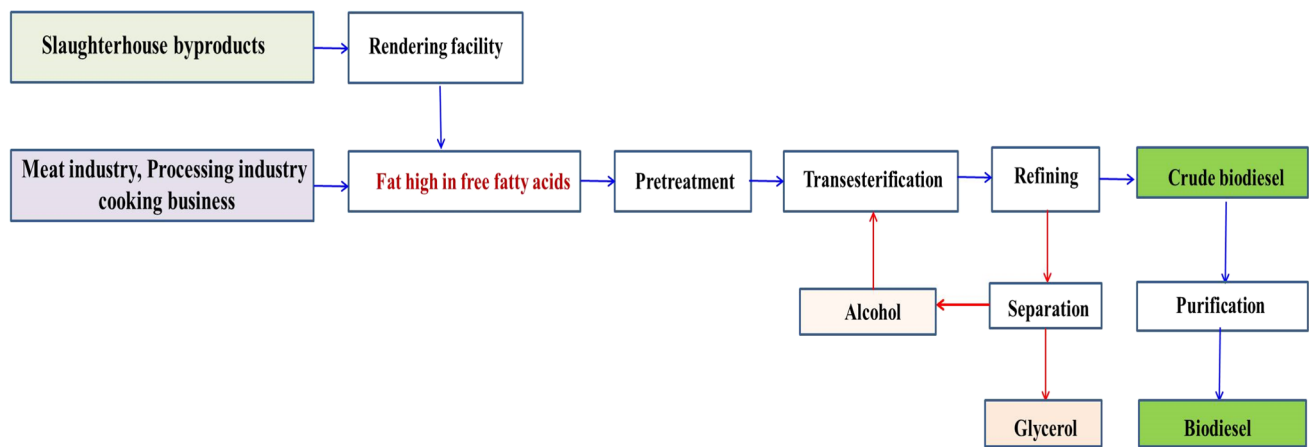 Slaughterhouse byproducts
Rendering facility
Meat industry, Processing industry
cooking business
Fat high in free fatty acids
Pretreatment
Transesterification
Refining
Crude biodiesel
Alcohol
Separation
Purification
Glycerol
Biodiesel